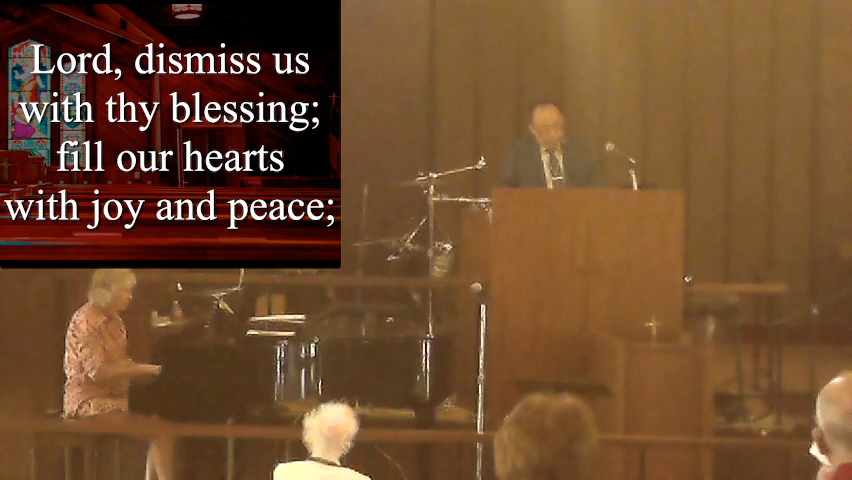 Lord, dismiss us
with thy blessing;
fill our hearts
with joy and peace;